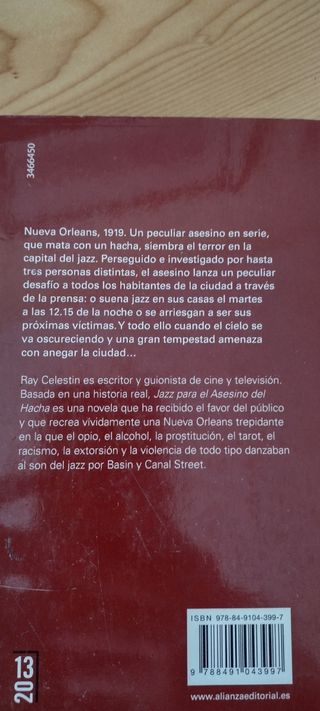 3466450
Nueva Orleans, 1919. Un peculiar asesino en serie,
que mata con un hacha, siembra el terror en la
capital del jazz. Perseguido e investigado por hasta
tres personas distintas, el asesino lanza un peculiar
desafío a todos los habitantes de la ciudad a través
de la prensa: o suena jazz en sus casas el martes
a las 12.15 de la noche o se arriesgan a ser sus
próximas víctimas. Y todo ello cuando el cielo se
va oscureciendo y una gran tempestad amenaza
con anegar la ciudad...
Ray Celestin es escritor y guionista de cine y televisión.
Basada en una historia real, Jazz para el Asesino del
Hacha es una novela que ha recibido el favor del público
y que recrea vívidamente una Nueva Orleans trepidante
en la que el opio, el alcohol, la prostitución, el tarot, el
racismo, la extorsión y la violencia de todo tipo danzaban
al son del jazz por Basin y Canal Street.
ISBN 978-84-9104-399-7
9 788491 043997
www.alianzaeditorial.es
20 13